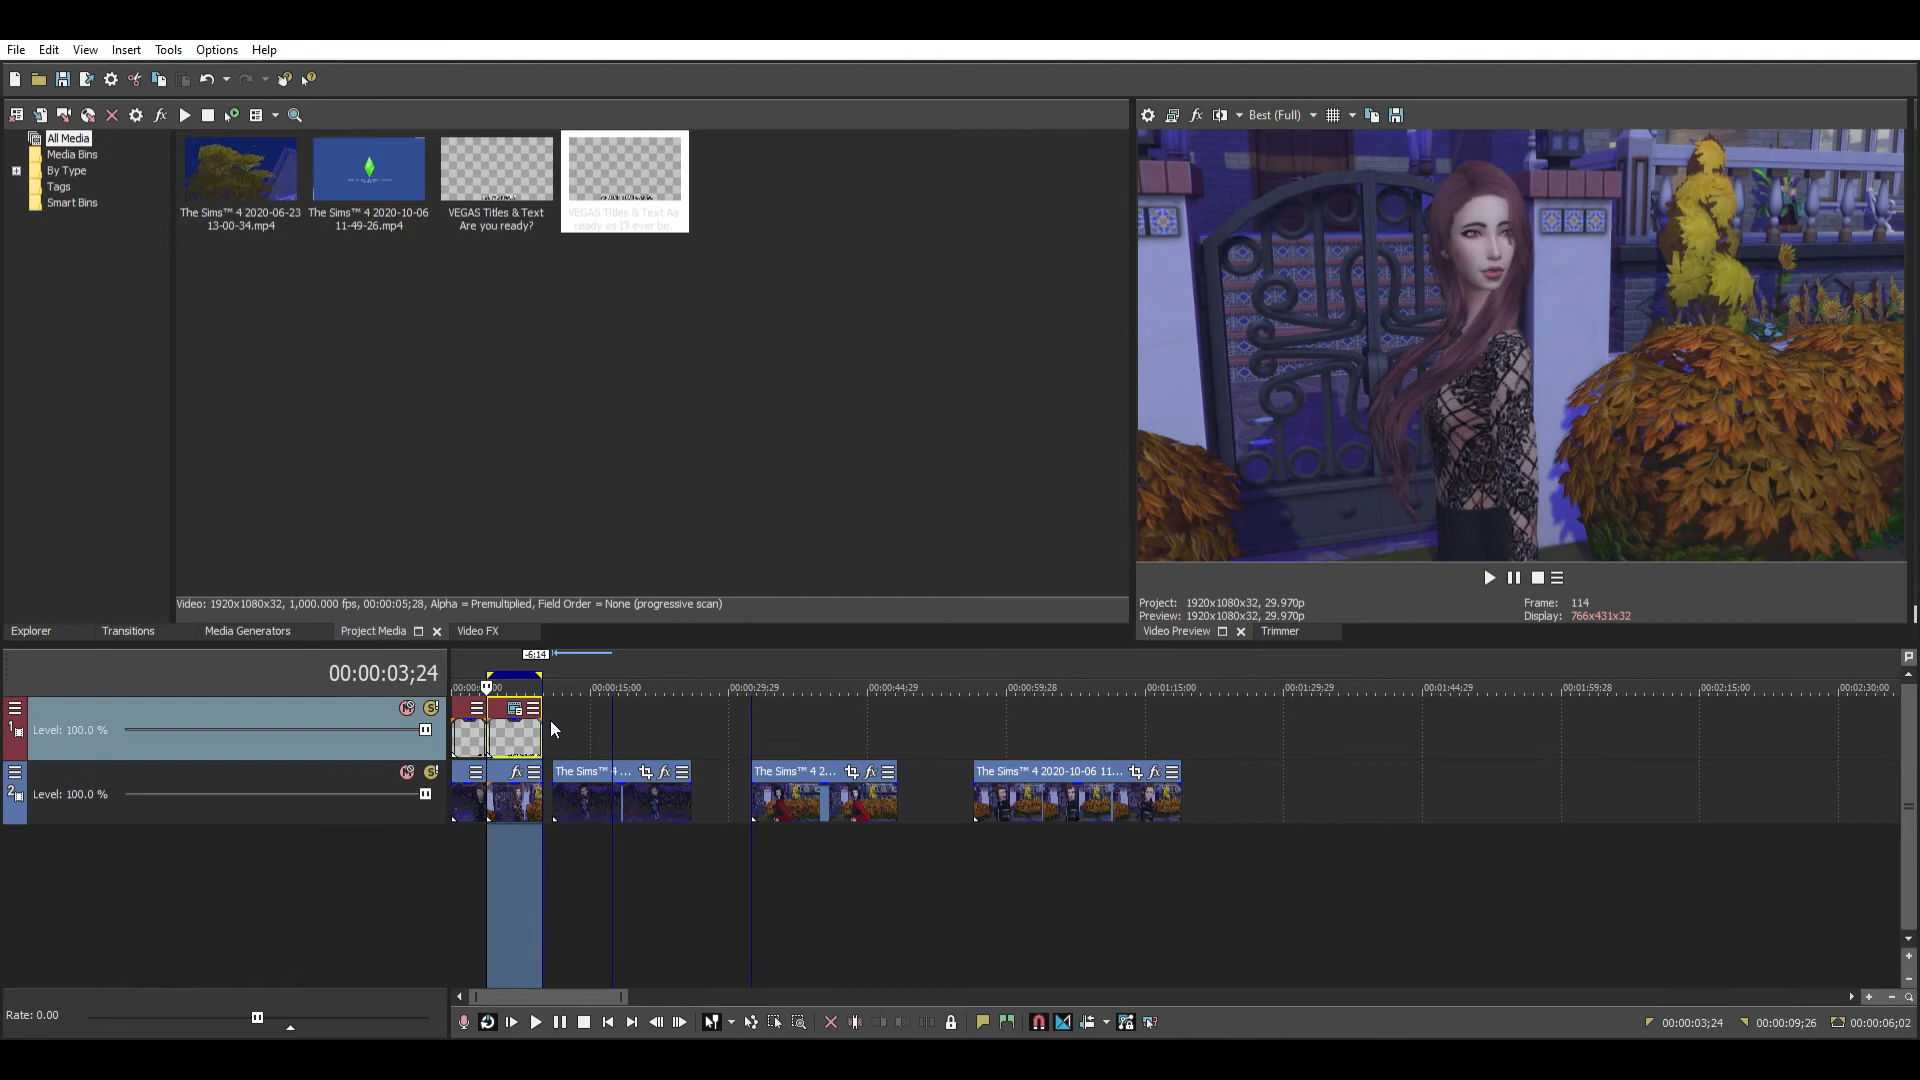 File Edit View Insert Tools Options Help
Best (Full)
All Media
Media Bins
By Type
Tags
Smart Bins
The Sims™ 4 2020-06-23
13-00-34.mp4
The Sims™ 4 2020-10-06
11-49-26.mp4
VEGAS Titles & Text
Are you ready?
VEGAS Titles & Text As
ready as I'll ever be.
Video: 1920x1080x32, 1,000.000 fps, 00:00:05;28, Alpha = Premultiplied, Field Order = None (progressive scan)
Explorer Transitions Media Generators Project Media Video FX
Project: 1920x1080x32, 29.970p
Preview: 1920x1080x32, 29.970p
Frame: 114
Display: 766x431x32
Video Preview Trimmer
-6;14
00:00:03;24
00:00:15;00 00:00:29;29 00:00:44;29 00:00:59;28 00:01:15;00 00:01:29;29 00:01:44;29 00:01:59;28 00:02:15;00 00:02:30;00
1
Level: 100.0 %
2
Level: 100.0 %
The Sims™ 4 ...
The Sims™ 4 2...
The Sims™ 4 2020-10-06 11...
Rate: 0.00
00:00:03;24 00:00:09;26 00:00:06;02